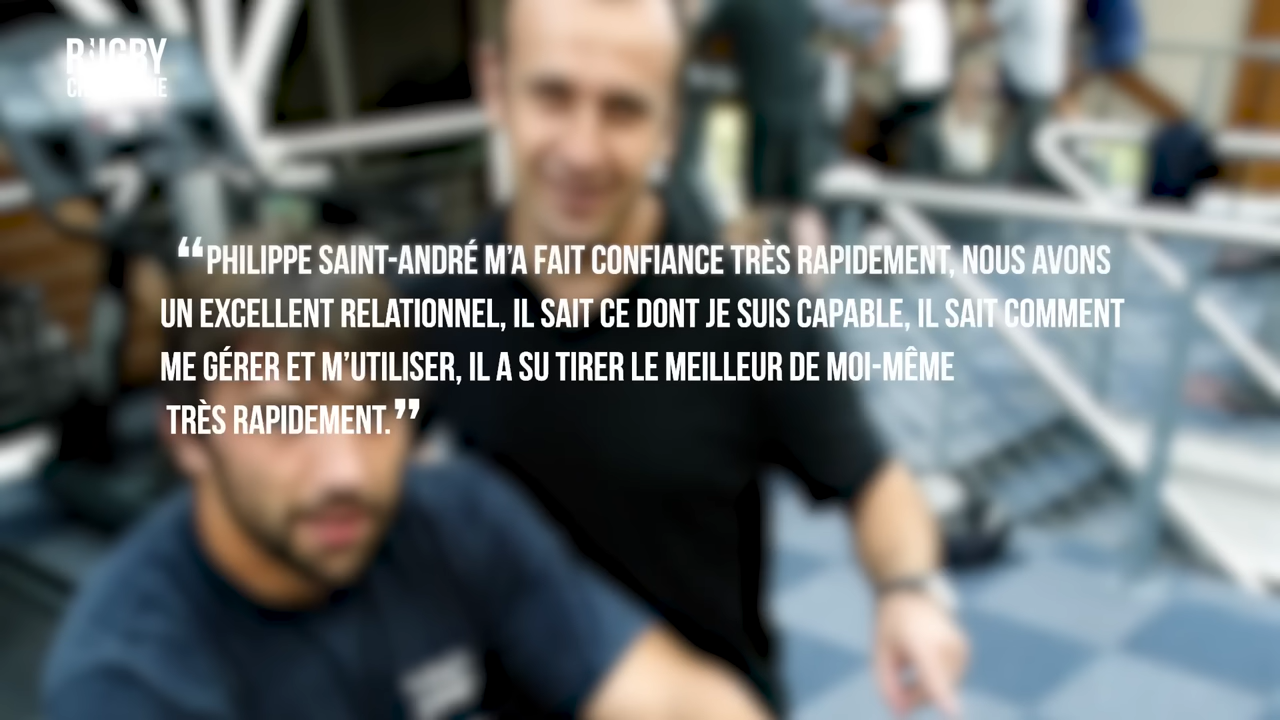 RUGBY
“PHILIPPE SAINT-ANDRÉ M’A FAIT CONFIANCE TRÈS RAPIDEMENT, NOUS AVONS
UN EXCELLENT RELATIONNEL, IL SAIT CE DONT JE SUIS CAPABLE, IL SAIT COMMENT
ME GÉRER ET M’UTILISER, IL A SU TIRER LE MEILLEUR DE MOI-MÊME
TRÈS RAPIDEMENT.”